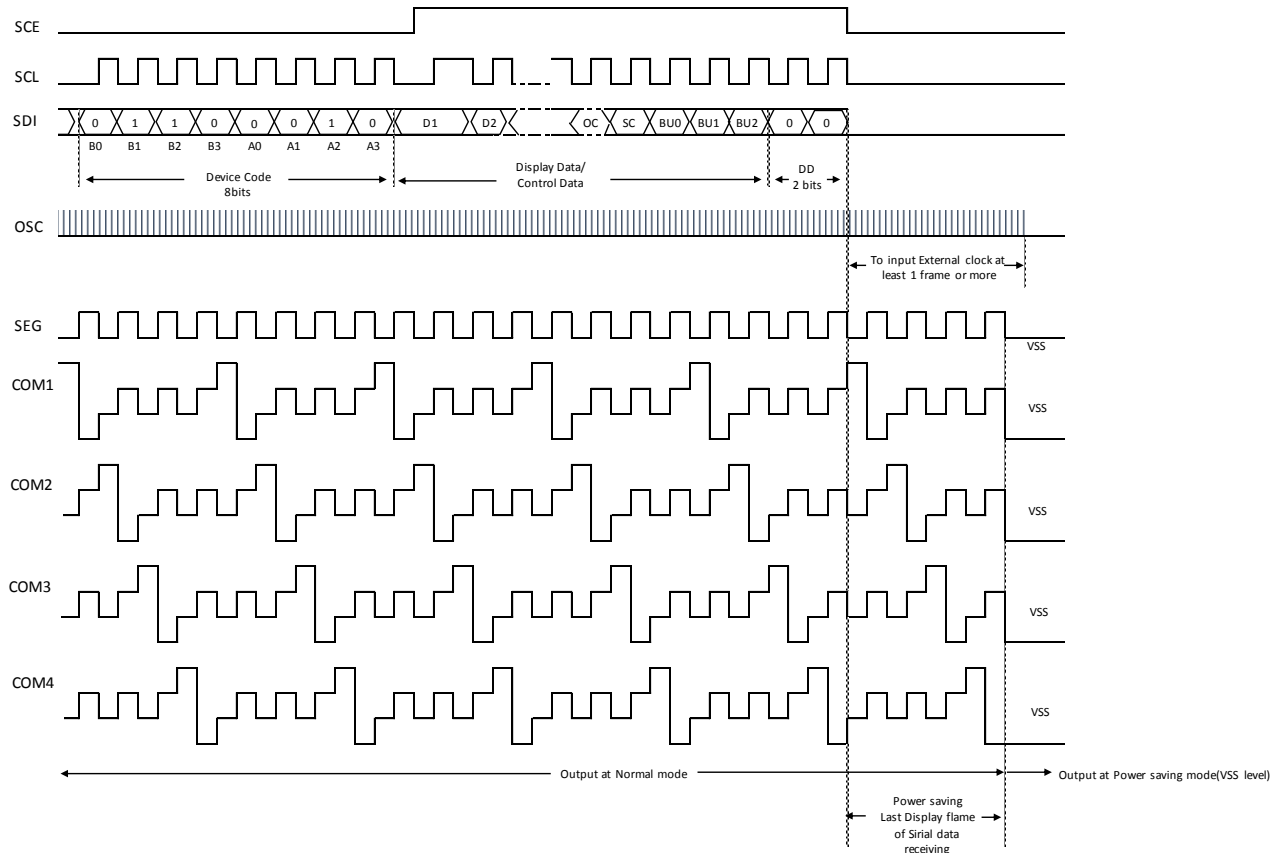 SCE
SCL
SDI
0 1 1 0 0 0 1 0 D1 D2 OC SC BU0 BU1 BU2 0 0
B0 B1 B2 B3 A0 A1 A2 A3
Device Code
8bits
Display Data/
Control Data
DD
2 bits
OSC
To input External clock at
least 1 frame or more
SEG
VSS
COM1
VSS
COM2
VSS
COM3
VSS
COM4
VSS
Output at Normal mode
Output at Power saving mode(VSS level)
Power saving
Last Display flame
of Sirial data
receiving